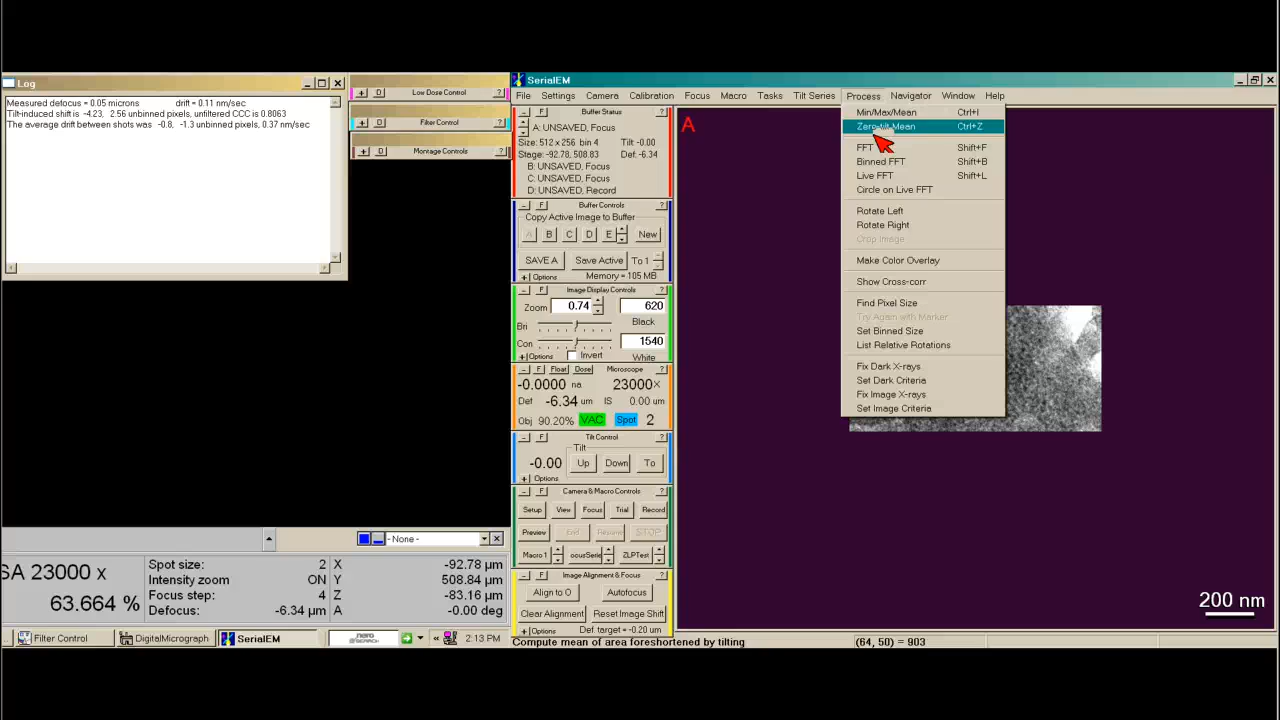 Log
Measured defocus = 0.05 microns drift = 0.11 nm/sec
Tilt-induced shift = -4.23, 2.56 unbinned pixels, unfiltered CCC is 0.8063
The average drift between shots was -0.8, -1.3 unbinned pixels, 0.37 nm/sec
+ D Low Dose Control ?
+ D Filter Control ?
+ D Montage Controls ?
SerialEM
File Settings Camera Calibration Focus Macro Tasks Tilt Series Process Navigator Window Help
- F Buffer Status ?
A: UNSAVED, Focus
Size: 512 x 256 bin 4 Tilt -0.00
Stage: -92.78, 508.83 Def: -6.34
B: UNSAVED, Focus
C: UNSAVED, Focus
D: UNSAVED, Record
- F Buffer Controls ?
Copy Active Image to Buffer
A B C D E New
SAVE A Save Active To 1
+ Options Memory = 105 MB
- F Image Display Controls ?
Zoom 0.74 620
Bri Black
Con 1540
+ Options Invert White
- F Float Dose Microscope ?
-0.0000 na 23000X
Def -6.34 um IS 0.00 um
Obj 90.20% VAC Spot 2
- F Tilt Control ?
Tilt
-0.00 Up Down To
+ Options
- F Camera & Macro Controls ?
Setup View Focus Trial Record
Preview End Resume STOP
Macro 1 ocusSerie ZLPTest
- F Image Alignment & Focus ?
Align to O Autofocus
Clear Alignment Reset Image Shift
+ Options Def. target = -0.20 um
A
Min/Max/Mean Ctrl+I
Zero-tilt Mean Ctrl+Z
FFT Shift+F
Binned FFT Shift+B
Live FFT Shift+L
Circle on Live FFT
Rotate Left
Rotate Right
Crop Image
Make Color Overlay
Show Cross-corr
Find Pixel Size
Try Again with Marker
Set Binned Size
List Relative Rotations
Fix Dark X-rays
Set Dark Criteria
Fix Image X-rays
Set Image Criteria
200 nm
- None -
SA 23000 x
63.664 %
Spot size: 2
Intensity zoom ON
Focus step: 4
Defocus: -6.34 µm
X -92.78 µm
Y 508.84 µm
Z -83.16 µm
A -0.00 deg
Filter Control DigitalMicrograph SerialEM « 2:13 PM
Compute mean of area foreshortened by tilting (64, 50) = 903